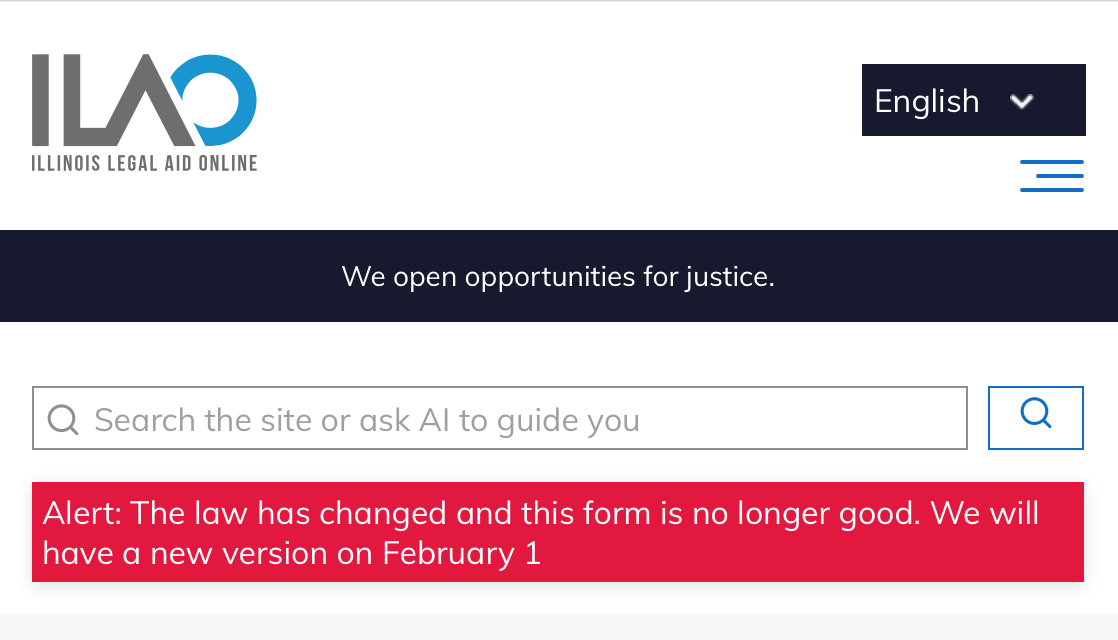 ILAO
ILLINOIS LEGAL AID ONLINE
English
We open opportunities for justice.
Search the site or ask AI to guide you
Alert: The law has changed and this form is no longer good. We will
have a new version on February 1